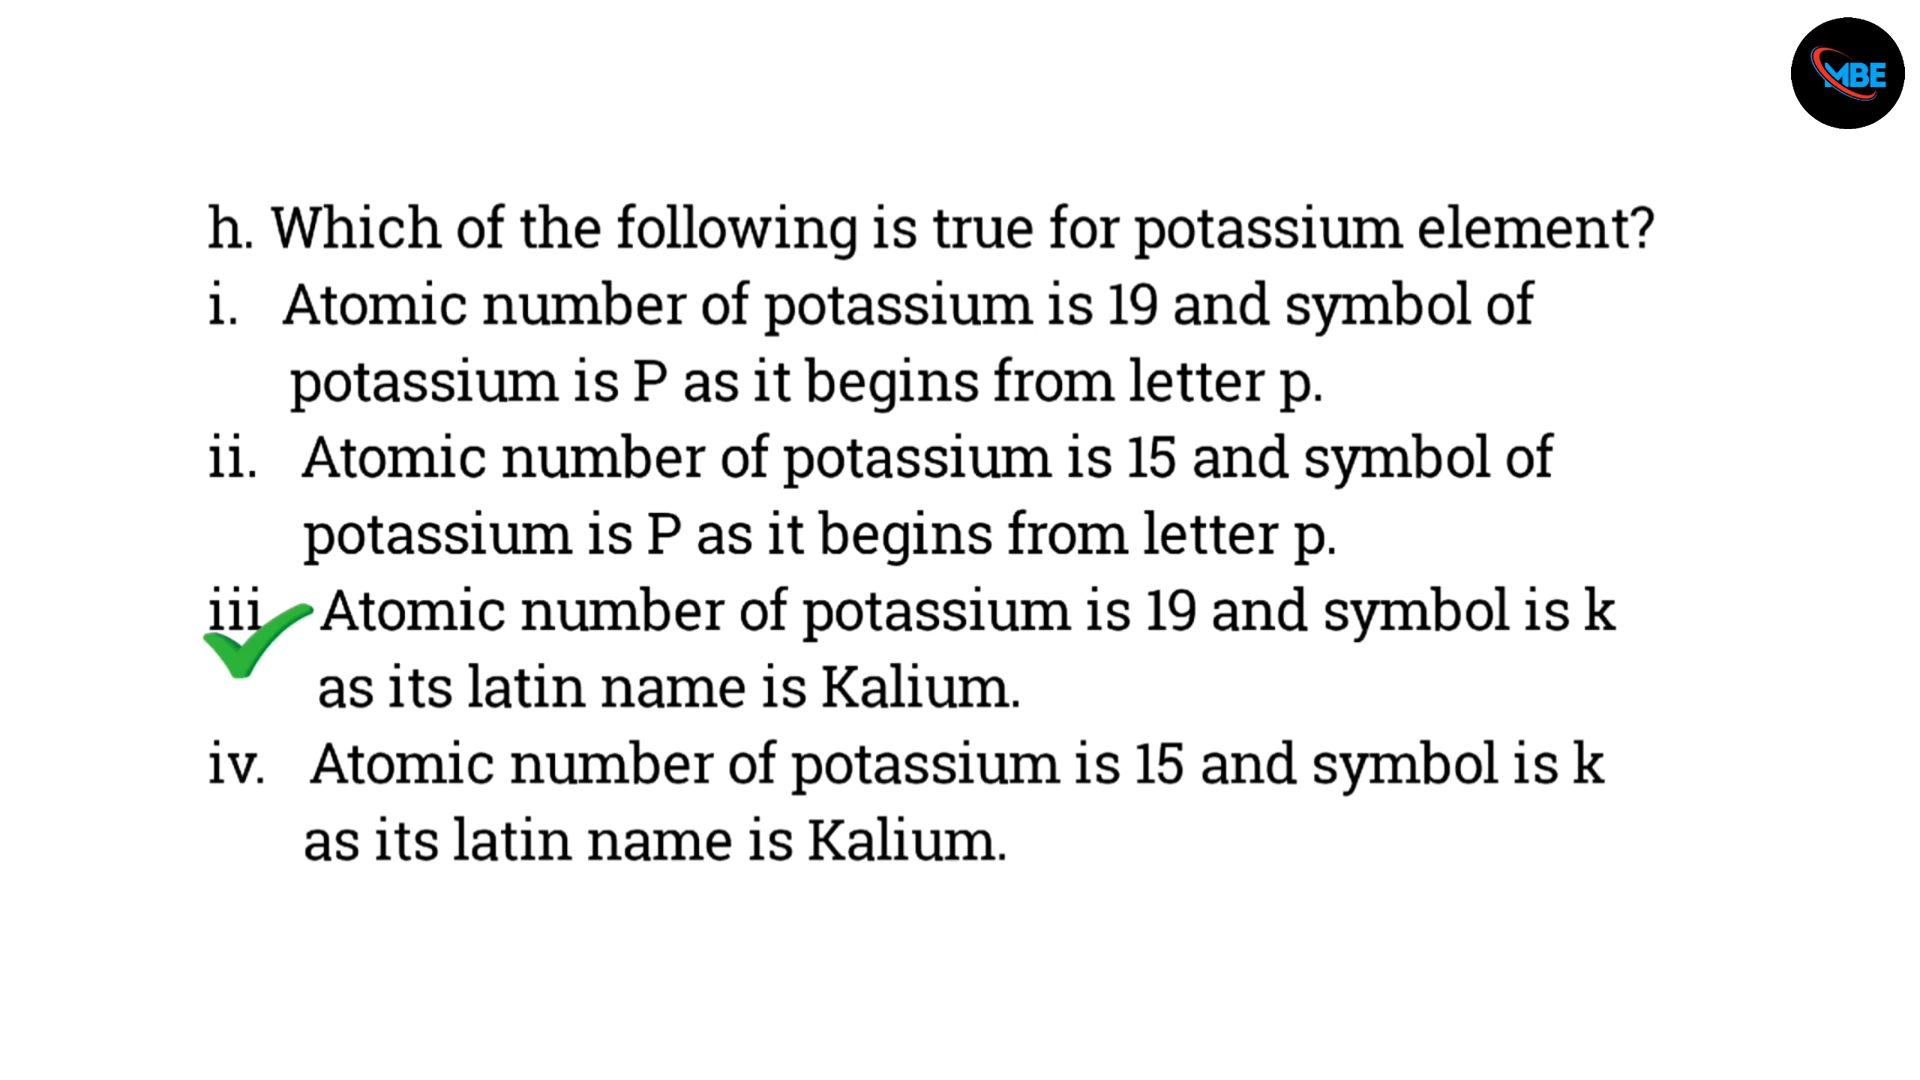 MBE
h. Which of the following is true for potassium element?
i. Atomic number of potassium is 19 and symbol of
potassium is P as it begins from letter p.
ii. Atomic number of potassium is 15 and symbol of
potassium is P as it begins from letter p.
iii. Atomic number of potassium is 19 and symbol is k
as its latin name is Kalium.
iv. Atomic number of potassium is 15 and symbol is k
as its latin name is Kalium.